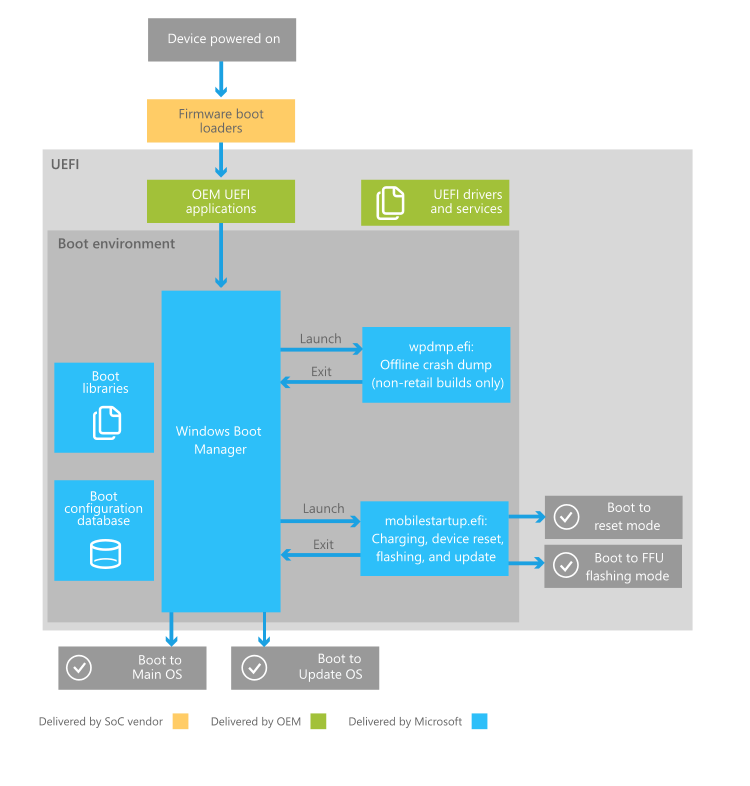 Device powered on
Firmware boot
loaders
UEFI
OEM UEFI
applications
UEFI drivers
and services
Boot environment
Launch
wpdmp.efi:
Offline crash dump
(non-retail builds only)
Exit
Boot
libraries
Windows Boot
Manager
Boot
configuration
database
Launch
mobilestartup.efi:
Charging, device reset,
flashing, and update
Exit
Boot to
reset mode
Boot to FFU
flashing mode
Boot to
Main OS
Boot to
Update OS
Delivered by SoC vendor
Delivered by OEM
Delivered by Microsoft